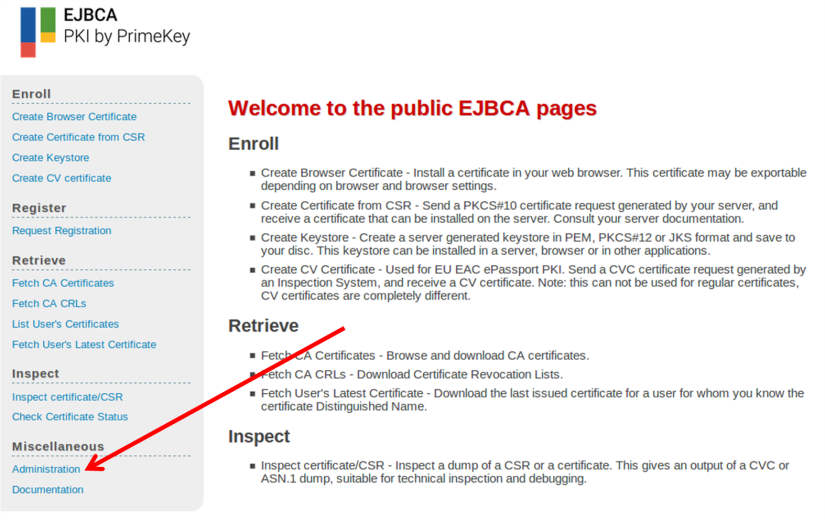 EJBCA
PKI by PrimeKey
Enroll
Create Browser Certificate
Create Certificate from CSR
Create Keystore
Create CV certificate
Register
Request Registration
Retrieve
Fetch CA Certificates
Fetch CA CRLs
List User's Certificates
Fetch User's Latest Certificate
Inspect
Inspect certificate/CSR
Check Certificate Status
Miscellaneous
Administration
Documentation
Welcome to the public EJBCA pages
Enroll
Create Browser Certificate - Install a certificate in your web browser. This certificate may be exportable
depending on browser and browser settings.
Create Certificate from CSR - Send a PKCS#10 certificate request generated by your server, and
receive a certificate that can be installed on the server. Consult your server documentation.
Create Keystore - Create a server generated keystore in PEM, PKCS#12 or JKS format and save to
your disc. This keystore can be installed in a server, browser or in other applications.
Create CV Certificate - Used for EU EAC ePassport PKI. Send a CVC certificate request generated by
an Inspection System, and receive a CV certificate. Note: this can not be used for regular certificates,
CV certificates are completely different.
Retrieve
Fetch CA Certificates - Browse and download CA certificates.
Fetch CA CRLs - Download Certificate Revocation Lists.
Fetch User's Latest Certificate - Download the last issued certificate for a user for whom you know the
certificate Distinguished Name.
Inspect
Inspect certificate/CSR - Inspect a dump of a CSR or a certificate. This gives an output of a CVC or
ASN.1 dump, suitable for technical inspection and debugging.